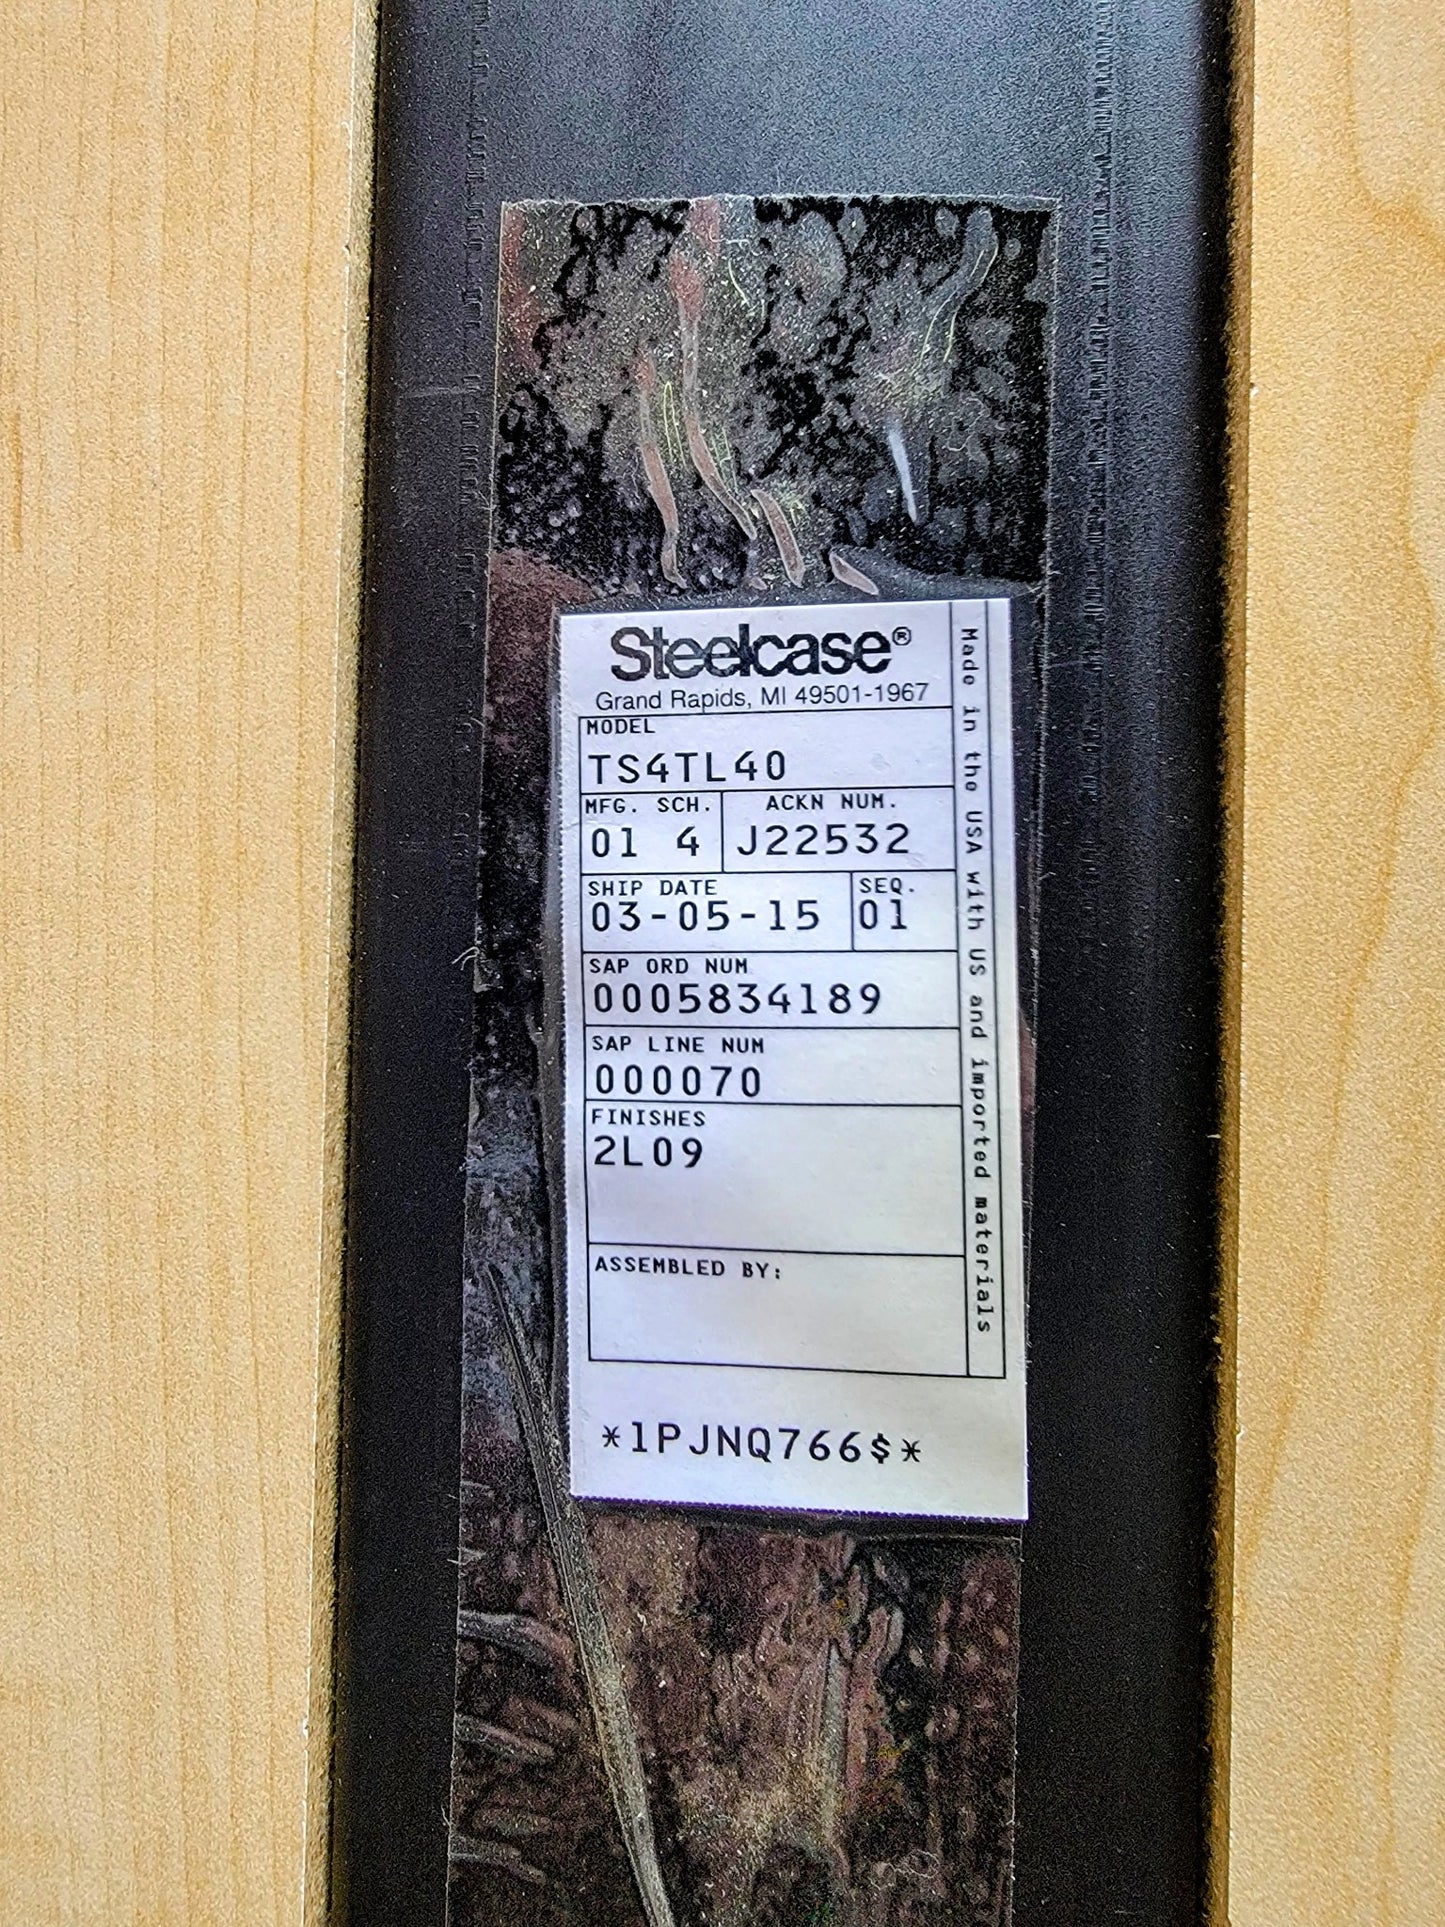 Steelcase®
Grand Rapids, MI 49501-1967
MODEL
TS4TL40
MFG. SCH. ACKN NUM.
01 4 J22532
SHIP DATE SEQ.
03-05-15 01
SAP ORD NUM
0005834189
SAP LINE NUM
000070
FINISHES
2L09
ASSEMBLED BY:
*1PJNQ766$*
Made in the USA with US and imported materials